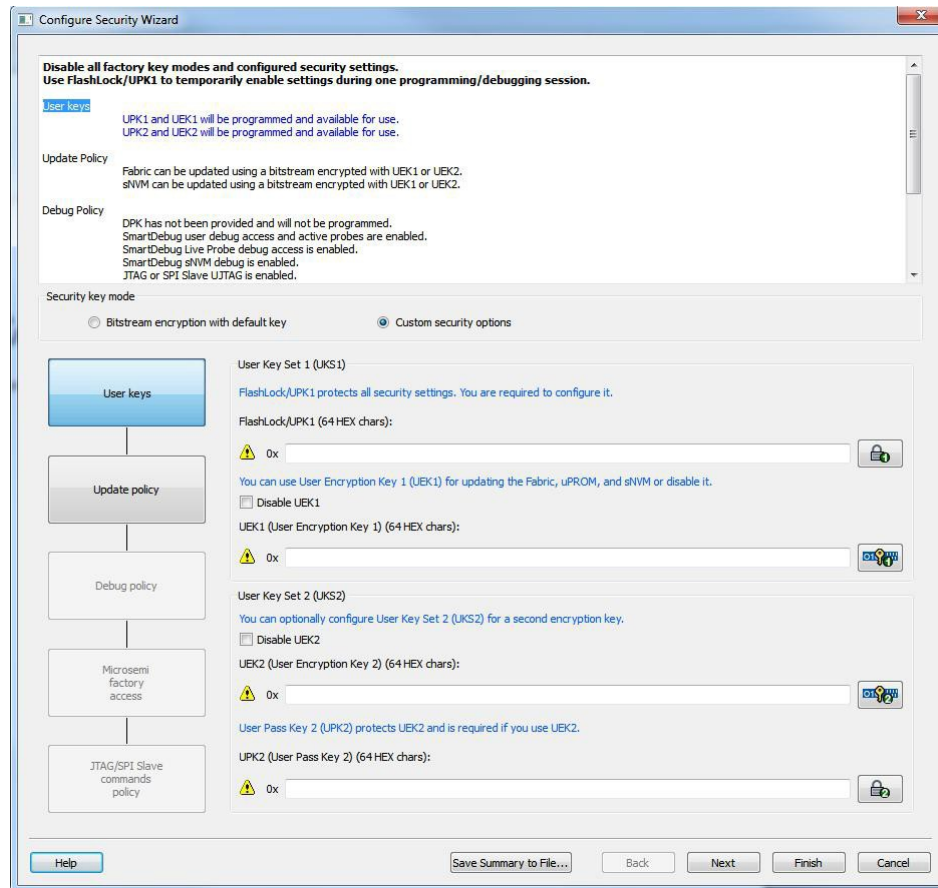 Configure Security Wizard
Disable all factory key modes and configured security settings.
Use FlashLock/UPK1 to temporarily enable settings during one programming/debugging session.
User keys
UPK1 and UEK1 will be programmed and available for use.
UPK2 and UEK2 will be programmed and available for use.
Update Policy
Fabric can be updated using a bitstream encrypted with UEK1 or UEK2.
sNVM can be updated using a bitstream encrypted with UEK1 or UEK2.
Debug Policy
DPK has not been provided and will not be programmed.
SmartDebug user debug access and active probes are enabled.
SmartDebug Live Probe debug access is enabled.
SmartDebug sNVM debug is enabled.
JTAG or SPI Slave UJTAG is enabled.
Security key mode
Bitstream encryption with default key
Custom security options
User keys
Update policy
Debug policy
Microsemi
factory
access
JTAG/SPI Slave
commands
policy
User Key Set 1 (UKS1)
FlashLock/UPK1 protects all security settings. You are required to configure it.
FlashLock/UPK1 (64 HEX chars):
0x
1
You can use User Encryption Key 1 (UEK1) for updating the Fabric, uPROM, and sNVM or disable it.
Disable UEK1
UEK1 (User Encryption Key 1) (64 HEX chars):
0x
1
User Key Set 2 (UKS2)
You can optionally configure User Key Set 2 (UKS2) for a second encryption key.
Disable UEK2
UEK2 (User Encryption Key 2) (64 HEX chars):
0x
2
User Pass Key 2 (UPK2) protects UEK2 and is required if you use UEK2.
UPK2 (User Pass Key 2) (64 HEX chars):
0x
2
Help
Save Summary to File...
Back
Next
Finish
Cancel